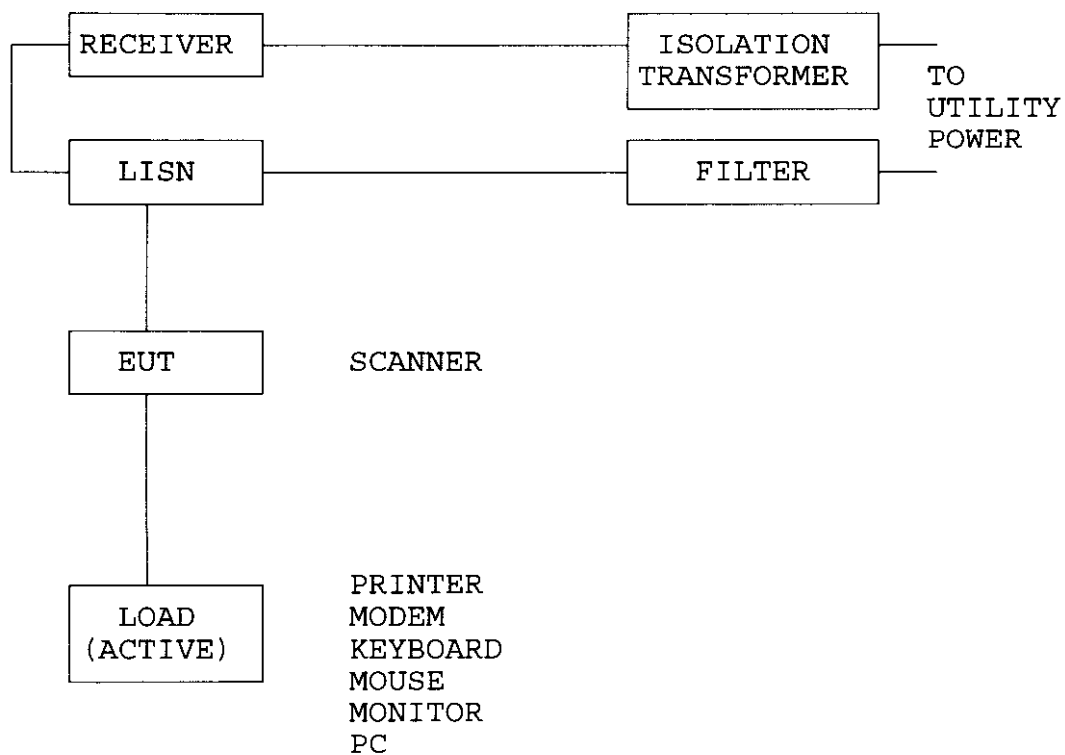 RECEIVER
ISOLATION
TRANSFORMER
TO
UTILITY
POWER
LISN
FILTER
EUT
SCANNER
LOAD
(ACTIVE)
PRINTER
MODEM
KEYBOARD
MOUSE
MONITOR
PC